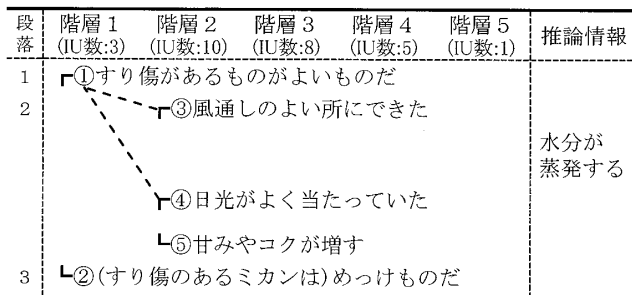 段落 階層1 (IU数:3) 階層2 (IU数:10) 階層3 (IU数:8) 階層4 (IU数:5) 階層5 (IU数:1) 推論情報
1 ①すり傷があるものがよいものだ
2 ③風通しのよい所にできた
水分が
蒸発する
④日光がよく当たっていた
⑤甘みやコクが増す
3 ②(すり傷のあるミカンは)めっけものだ